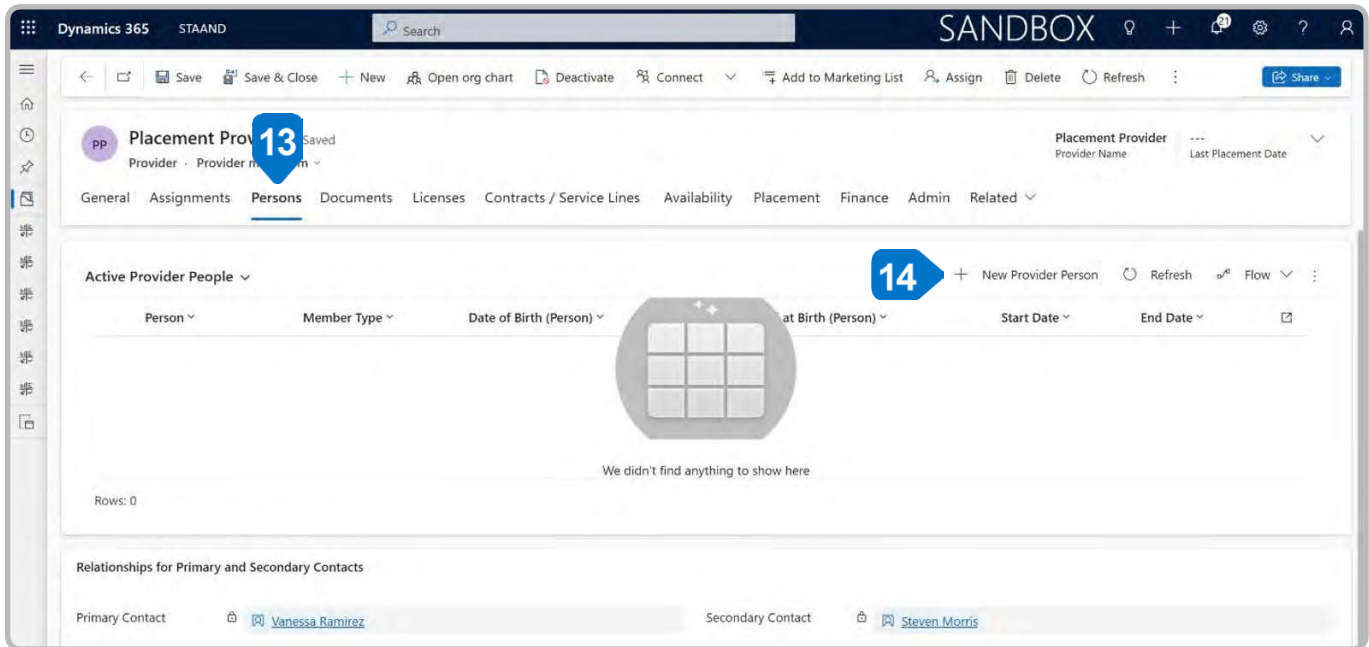 Dynamics 365 STAAND Search SANDBOX 21
Save Save & Close New Open org chart Deactivate Connect Add to Marketing List Assign Delete Refresh Share
PP Placement Prov 13 Saved Placement Provider ---
Provider · Provider Provider Name Last Placement Date
General Assignments Persons Documents Licenses Contracts / Service Lines Availability Placement Finance Admin Related
Active Provider People 14 New Provider Person Refresh Flow
Person Member Type Date of Birth (Person) at Birth (Person) Start Date End Date
We didn't find anything to show here
Rows: 0
Relationships for Primary and Secondary Contacts
Primary Contact Vanessa Ramirez Secondary Contact Steven Morris